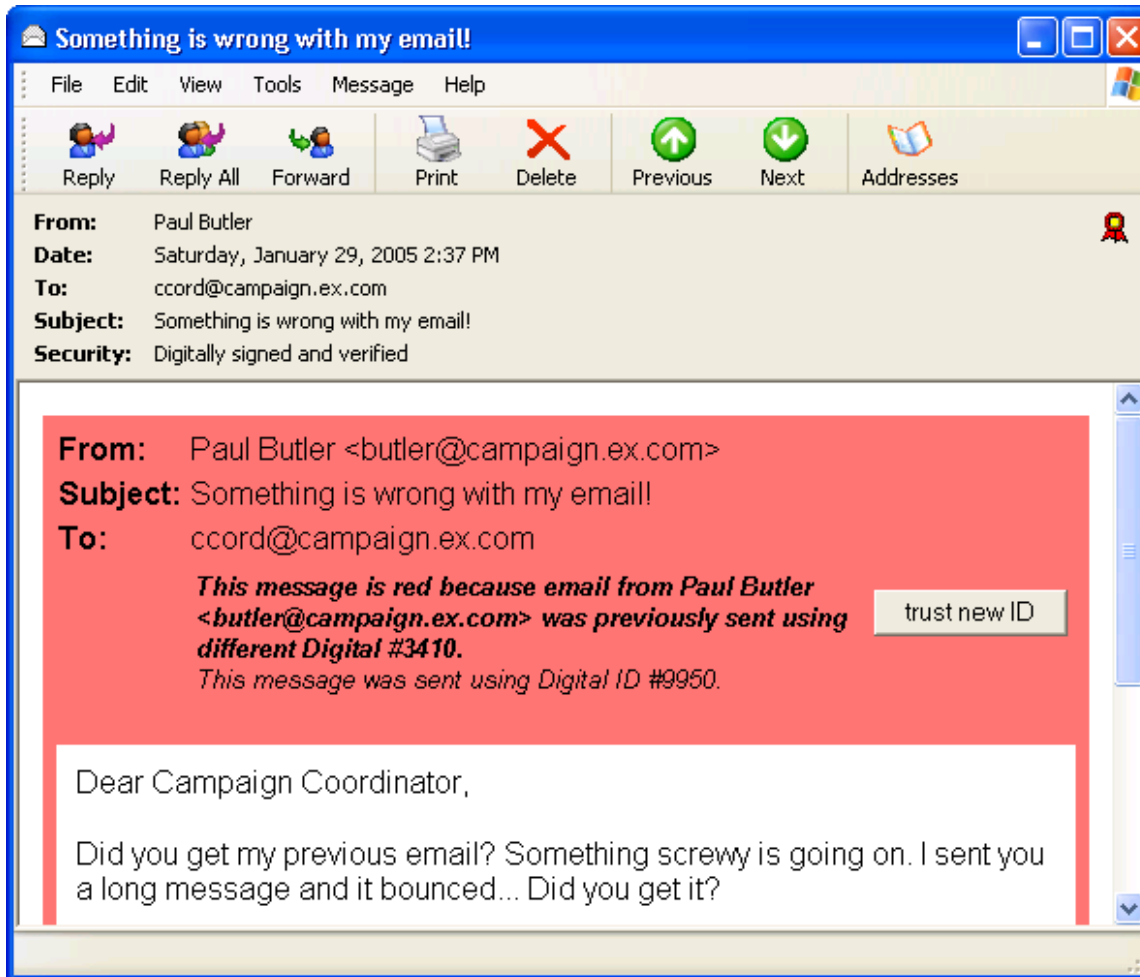 Something is wrong with my email!
File Edit View Tools Message Help
Reply Reply All Forward Print Delete Previous Next Addresses
From: Paul Butler
Date: Saturday, January 29, 2005 2:37 PM
To: ccord@campaign.ex.com
Subject: Something is wrong with my email!
Security: Digitally signed and verified
From: Paul Butler <butler@campaign.ex.com>
Subject: Something is wrong with my email!
To: ccord@campaign.ex.com
This message is red because email from Paul Butler
<butler@campaign.ex.com> was previously sent using
different Digital #3410.
This message was sent using Digital ID #9950.
trust new ID
Dear Campaign Coordinator,
Did you get my previous email? Something screwy is going on. I sent you
a long message and it bounced... Did you get it?